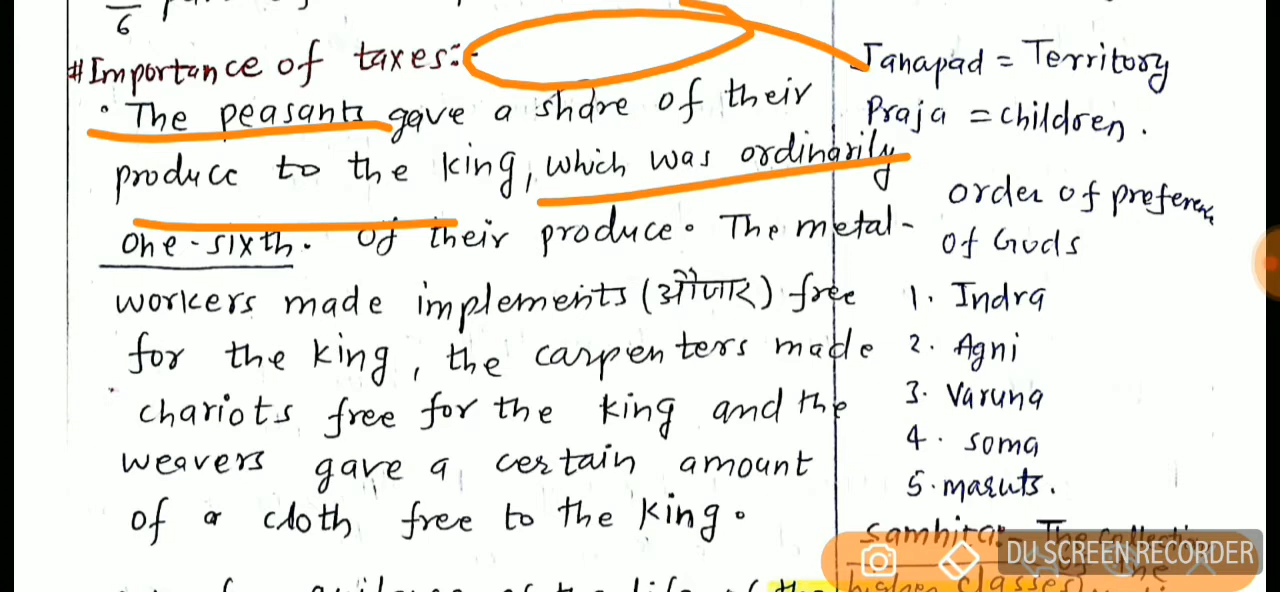 6
#Importance of taxes:-
• The peasants gave a share of their
produce to the king, which was ordinarily
one-sixth. Of their produce. The metal-
workers made implements (औजार) free
for the king, the carpenters made
chariots free for the king and the
weavers gave a certain amount
of a cloth free to the king.
Janapad = Territory
Praja = children.
order of preference
of Gods
1. Indra
2. Agni
3. Varuna
4. Soma
5. maruts.
Samhita:- The collection
DU SCREEN RECORDER